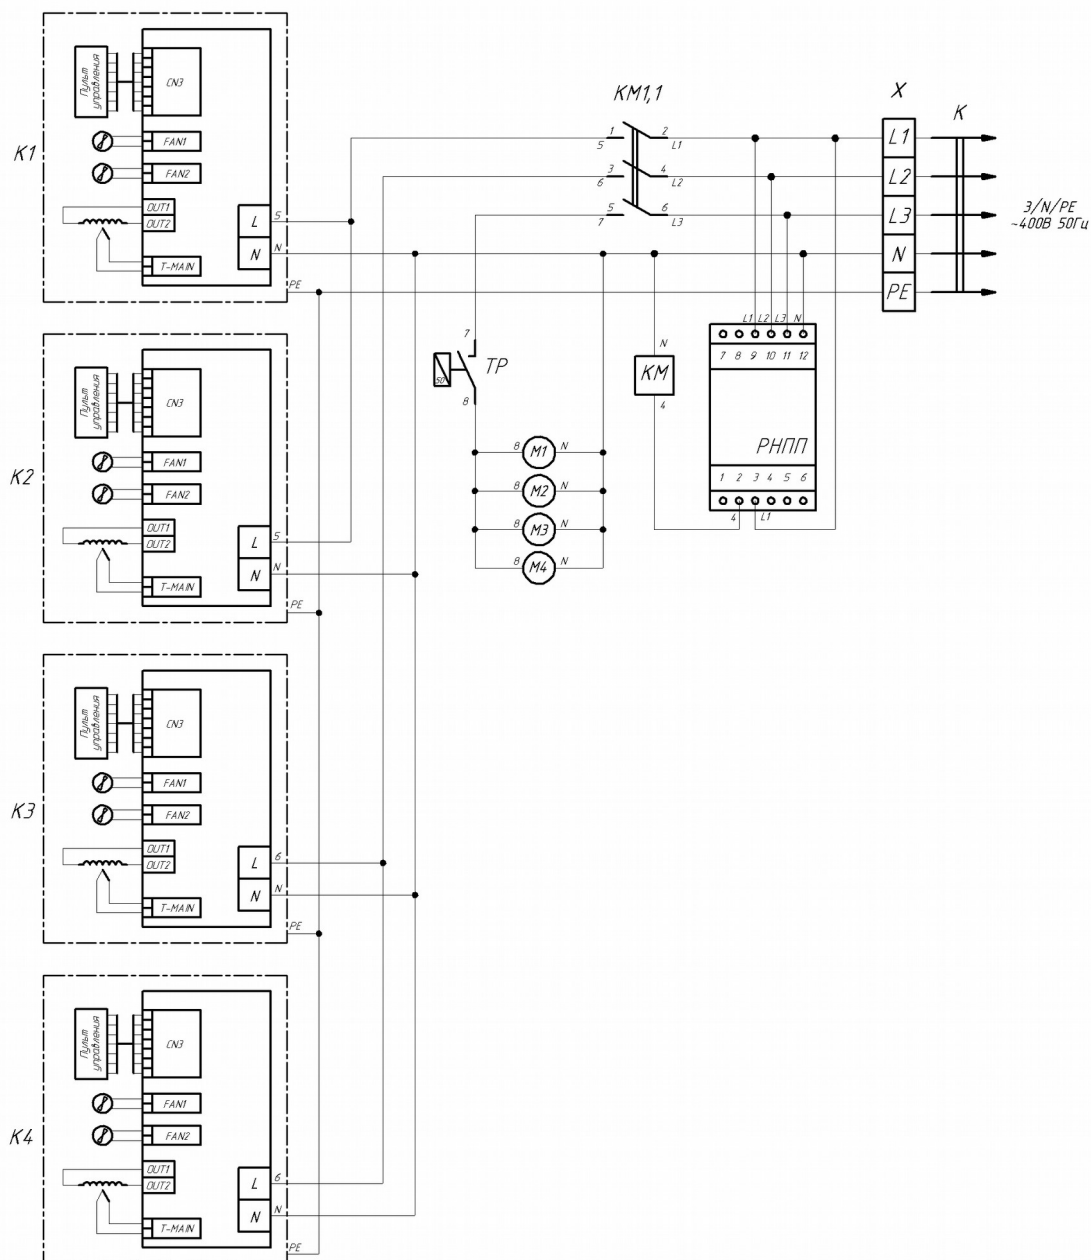 Пульт управления
CN3
FAN1
K1
FAN2
OUT1
OUT2
L
5
N
N
T-MAIN
PE
KM1,1
X
K
1
2
5
L1
L1
3
4
6
L2
L2
5
6
7
L3
L3
N
PE
3/N/PE
~400В 50Гц
Пульт управления
CN3
FAN1
K2
FAN2
OUT1
OUT2
L
5
N
N
T-MAIN
PE
7
50°
ТР
8
8 M1 N
8 M2 N
8 M3 N
8 M4 N
N
KM
4
L1 L2 L3 N
7 8 9 10 11 12
РНПП
1 2 3 4 5 6
4 L1
Пульт управления
CN3
FAN1
K3
FAN2
OUT1
OUT2
L
6
N
N
T-MAIN
PE
Пульт управления
CN3
FAN1
K4
FAN2
OUT1
OUT2
L
6
N
N
T-MAIN
PE